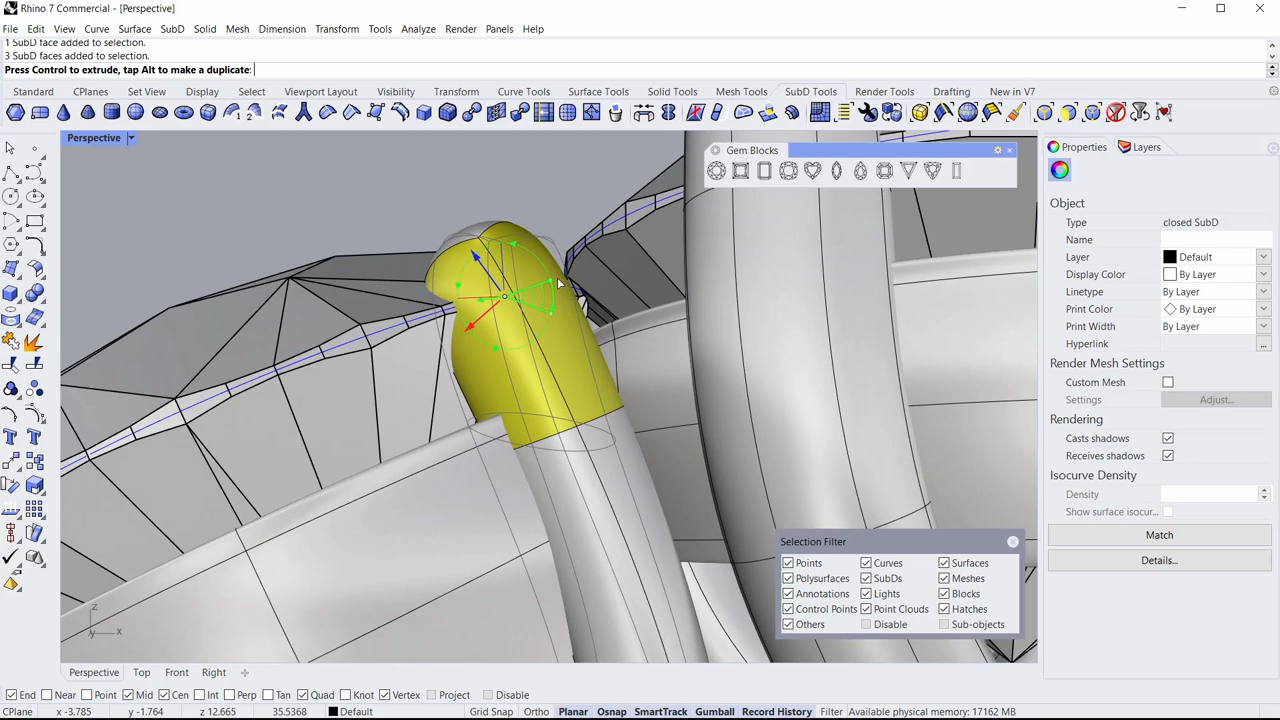 Rhino 7 Commercial - [Perspective]
File Edit View Curve Surface SubD Solid Mesh Dimension Transform Tools Analyze Render Panels Help
1 SubD face added to selection.
3 SubD faces added to selection.
Press Control to extrude, tap Alt to make a duplicate:
Standard CPlanes Set View Display Select Viewport Layout Visibility Transform Curve Tools Surface Tools Solid Tools Mesh Tools SubD Tools Render Tools Drafting New in V7
Perspective
Gem Blocks
Properties Layers
Object
Type closed SubD
Name
Layer Default
Display Color By Layer
Linetype By Layer
Print Color By Layer
Print Width By Layer
Hyperlink ...
Render Mesh Settings
Custom Mesh
Settings Adjust...
Rendering
Casts shadows
Receives shadows
Isocurve Density
Density
Show surface isocur...
Match
Details...
Selection Filter
Points Curves Surfaces
Polysurfaces SubDs Meshes
Annotations Lights Blocks
Control Points Point Clouds Hatches
Others Disable Sub-objects
z
y x
Perspective Top Front Right
End Near Point Mid Cen Int Perp Tan Quad Knot Vertex Project Disable
CPlane x -3.785 y -1.764 z 12.665 35.5368 Default Grid Snap Ortho Planar Osnap SmartTrack Gumball Record History Filter Available physical memory: 17162 MB